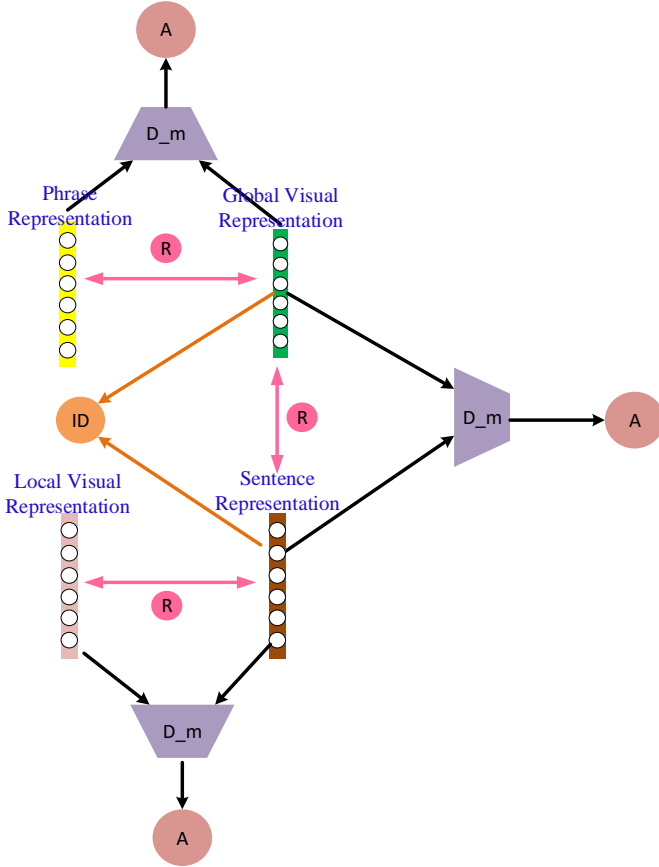 A
D_m
Phrase
Representation
Global Visual
Representation
R
ID
R
D_m
A
Local Visual
Representation
Sentence
Representation
R
D_m
A